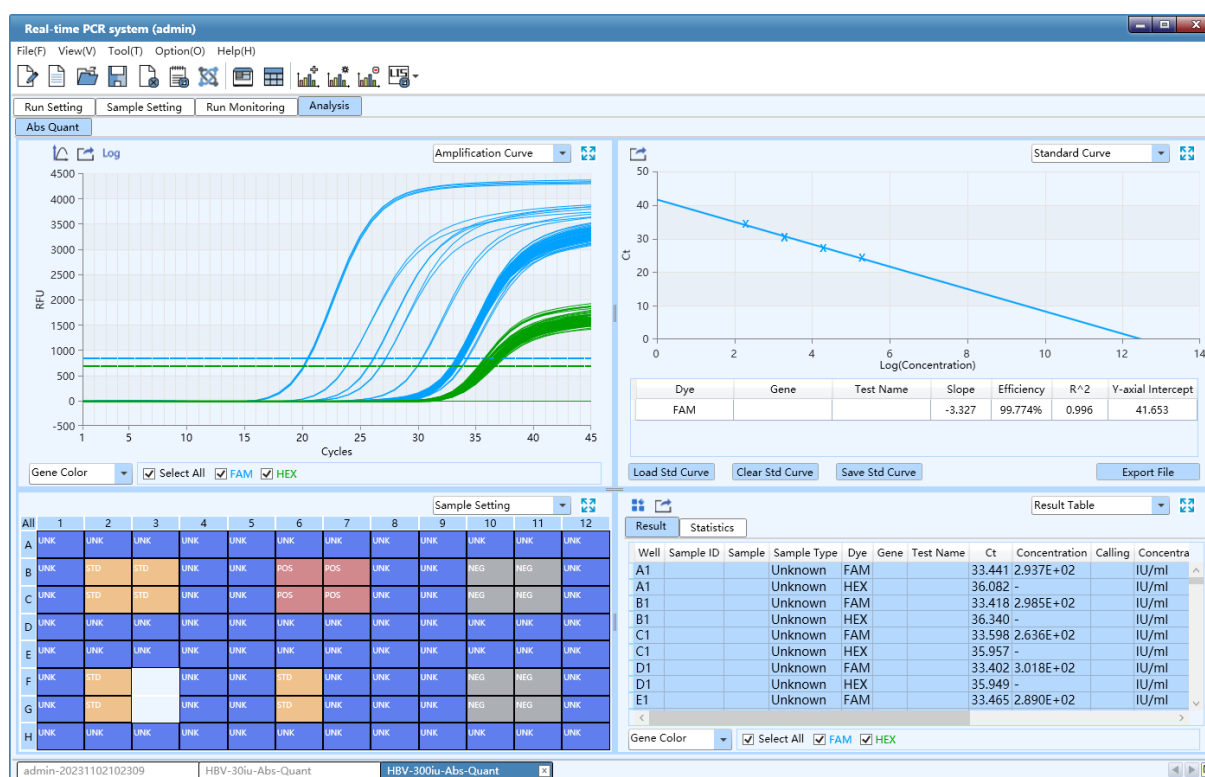 Real-time PCR system (admin)
File(F) View(V) Tool(T) Option(O) Help(H)
LIS
Run Setting Sample Setting Run Monitoring Analysis
Abs Quant
Log Amplification Curve
4500
4000
3500
3000
2500
2000
1500
1000
500
0
-500
RFU
1 5 10 15 20 25 30 35 40 45
Cycles
Gene Color Select All FAM HEX
Standard Curve
50
40
30
20
10
0
Ct
0 2 4 6 8 10 12 14
Log(Concentration)
Dye Gene Test Name Slope Efficiency R^2 Y-axial Intercept
FAM -3.327 99.774% 0.996 41.653
Load Std Curve Clear Std Curve Save Std Curve Export File
Sample Setting
All 1 2 3 4 5 6 7 8 9 10 11 12
A UNK UNK UNK UNK UNK UNK UNK UNK UNK UNK UNK UNK
B UNK STD STD UNK UNK POS POS UNK UNK NEG NEG UNK
C UNK STD STD UNK UNK POS POS UNK UNK NEG NEG UNK
D UNK UNK UNK UNK UNK UNK UNK UNK UNK UNK UNK UNK
E UNK UNK UNK UNK UNK UNK UNK UNK UNK UNK UNK UNK
F UNK STD UNK UNK STD UNK UNK UNK NEG NEG UNK
G UNK STD UNK UNK STD UNK UNK UNK NEG NEG UNK
H UNK UNK UNK UNK UNK UNK UNK UNK UNK UNK UNK UNK
Result Table
Result Statistics
Well Sample ID Sample Sample Type Dye Gene Test Name Ct Concentration Calling Concentra
A1 Unknown FAM 33.441 2.937E+02 IU/ml
A1 Unknown HEX 36.082 - IU/ml
B1 Unknown FAM 33.418 2.985E+02 IU/ml
B1 Unknown HEX 36.340 - IU/ml
C1 Unknown FAM 33.598 2.636E+02 IU/ml
C1 Unknown HEX 35.957 - IU/ml
D1 Unknown FAM 33.402 3.018E+02 IU/ml
D1 Unknown HEX 35.949 - IU/ml
E1 Unknown FAM 33.465 2.890E+02 IU/ml
Gene Color Select All FAM HEX
admin-20231102102309 HBV-30iu-Abs-Quant HBV-300iu-Abs-Quant